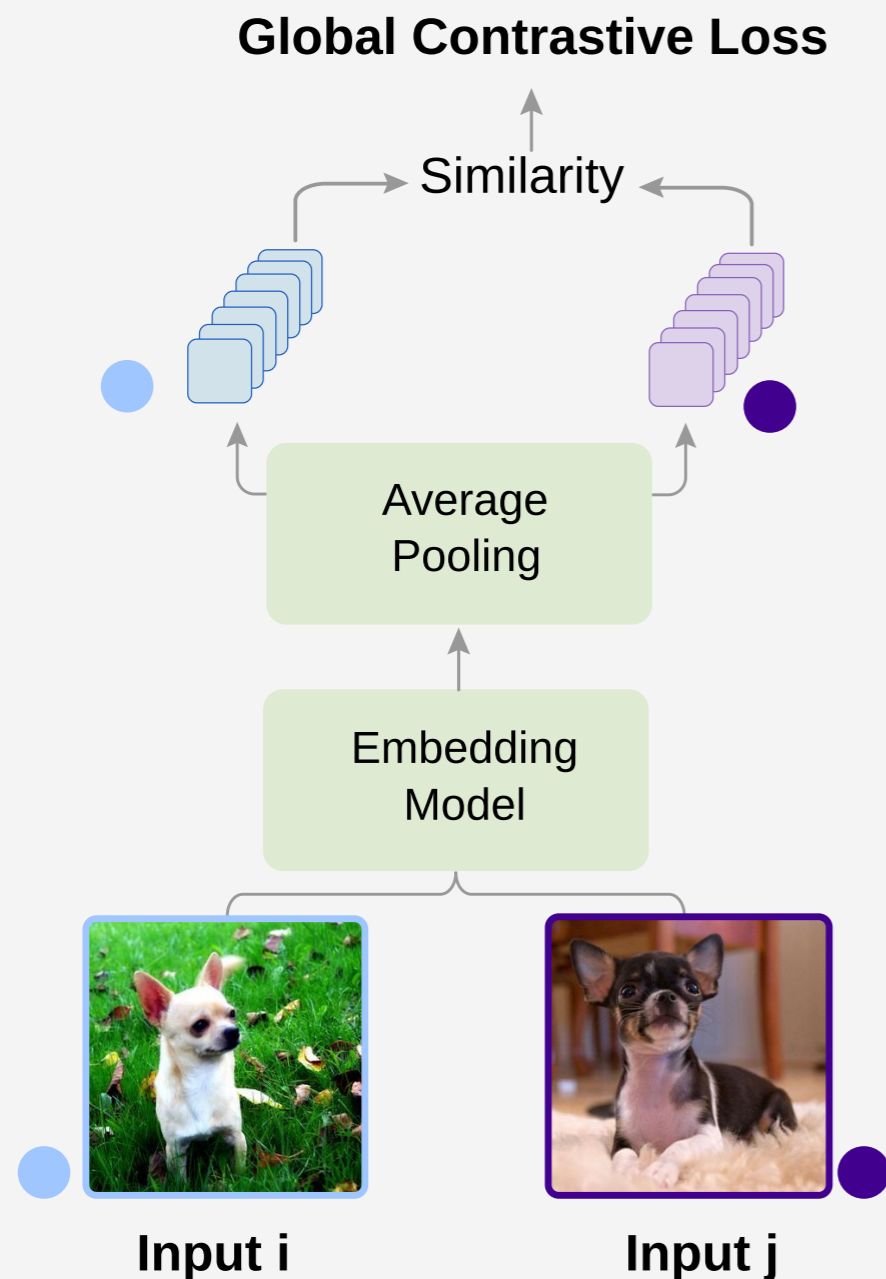 Global Contrastive Loss
Similarity
Average
Pooling
Embedding
Model
Input i
Input j